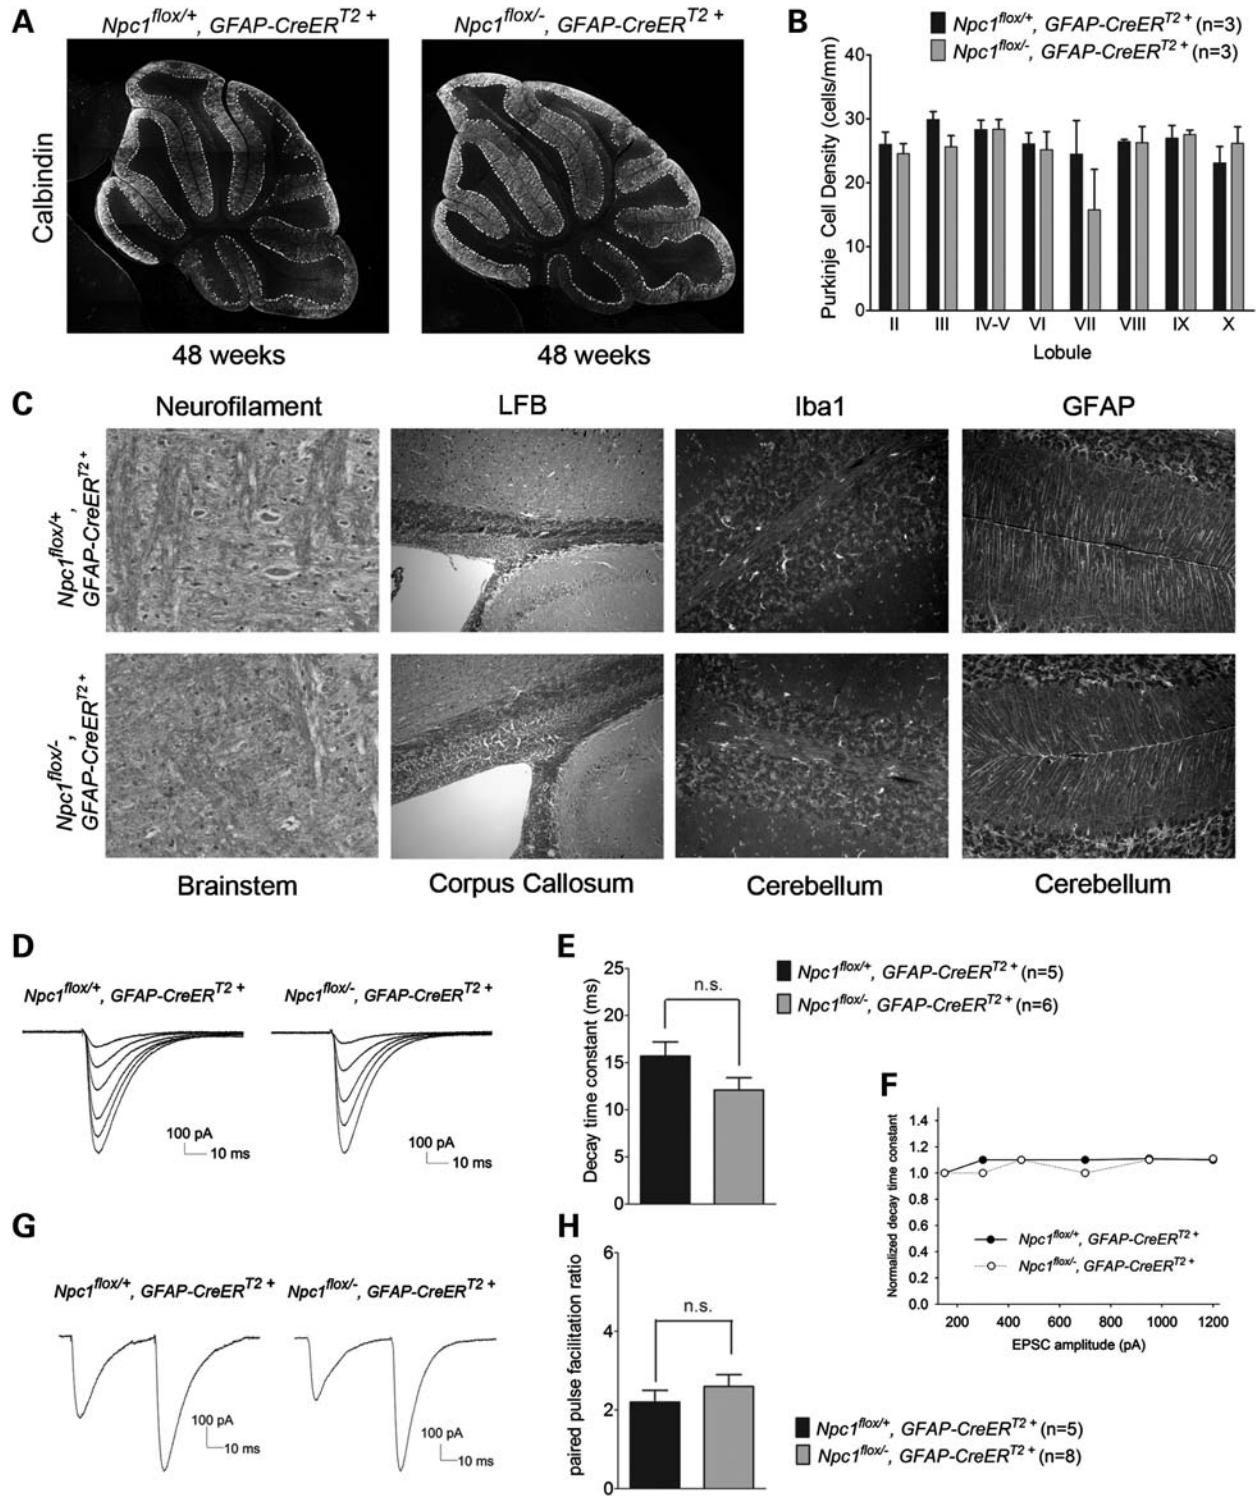 A
Npc1flox/+, GFAP-CreERT2 +
Npc1flox/-, GFAP-CreERT2 +
Calbindin
48 weeks
48 weeks
B
Npc1flox/+, GFAP-CreERT2 + (n=3)
Npc1flox/-, GFAP-CreERT2 + (n=3)
Purkinje Cell Density (cells/mm)
40
30
20
10
0
II III IV-V VI VII VIII IX X
Lobule
C
Neurofilament LFB Iba1 GFAP
Npc1flox/+,
GFAP-CreERT2 +
Npc1flox/-,
GFAP-CreERT2 +
Brainstem Corpus Callosum Cerebellum Cerebellum
D
Npc1flox/+, GFAP-CreERT2 +
Npc1flox/-, GFAP-CreERT2 +
100 pA
10 ms
100 pA
10 ms
E
Npc1flox/+, GFAP-CreERT2 + (n=5)
Npc1flox/-, GFAP-CreERT2 + (n=6)
Decay time constant (ms)
25
20
15
10
5
0
n.s.
F
Normalized decay time constant
1.4
1.2
1.0
0.8
0.6
0.4
0.2
0.0
Npc1flox/+, GFAP-CreERT2 +
Npc1flox/-, GFAP-CreERT2 +
200 400 600 800 1000 1200
EPSC amplitude (pA)
G
Npc1flox/+, GFAP-CreERT2 +
Npc1flox/-, GFAP-CreERT2 +
100 pA
10 ms
100 pA
10 ms
H
paired pulse facilitation ratio
6
4
2
0
n.s.
Npc1flox/+, GFAP-CreERT2 + (n=5)
Npc1flox/-, GFAP-CreERT2 + (n=8)